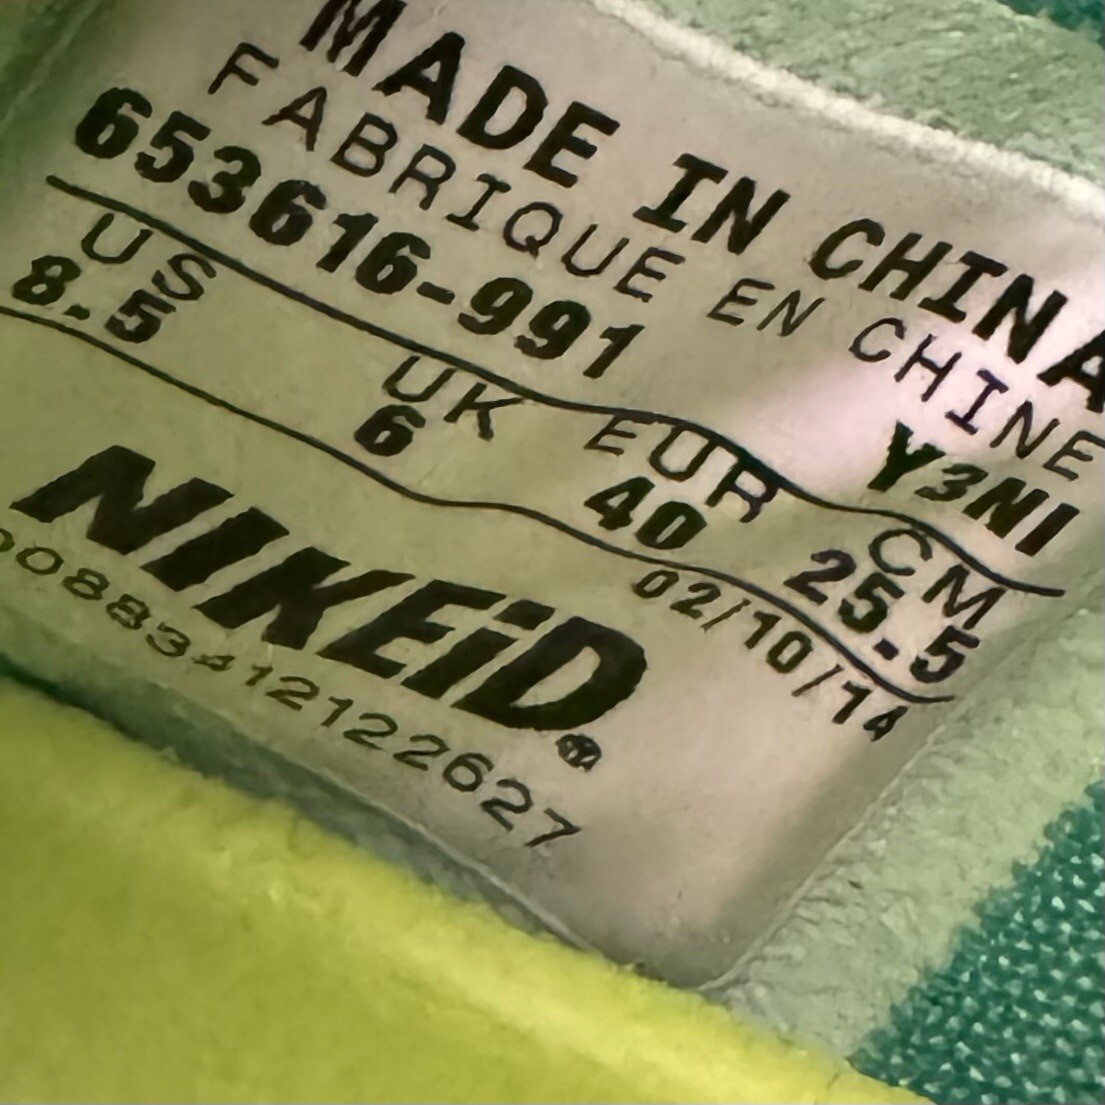 MADE IN CHINA
FABRIQUE EN CHINE
653616-991 Y3NI
US UK EUR CM
8.5 6 40 25.5
02/10/14
NIKEiD.
00883412122627